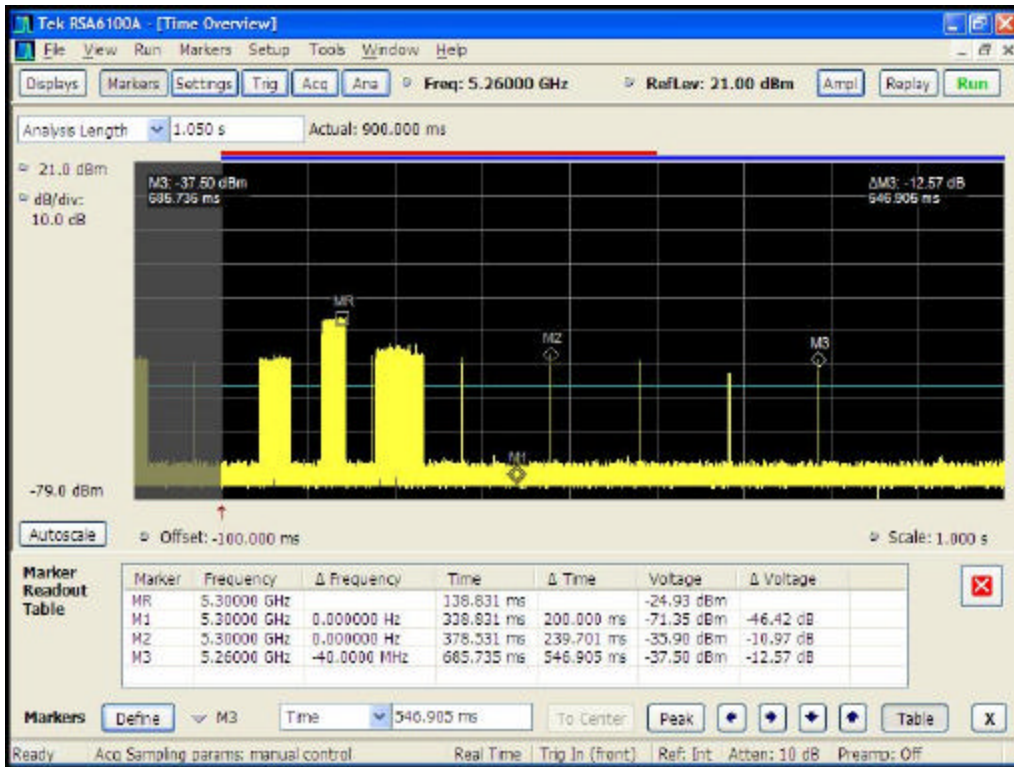 Tek RSA6100A - [Time Overview]
File View Run Markers Setup Tools Window Help
Displays Markers Settings Trig Acq Ana Freq: 5.26000 GHz RefLev: 21.00 dBm Ampl Replay Run
Analysis Length 1.050 s Actual: 900.000 ms
21.0 dBm
dB/div:
10.0 dB
-79.0 dBm
M3: -37.50 dBm
685.736 ms
ΔM3: -12.57 dB
546.905 ms
MR
M2
M3
M1
Autoscale Offset: -100.000 ms Scale: 1.000 s
Marker Readout Table
Marker Frequency Δ Frequency Time Δ Time Voltage Δ Voltage
MR 5.30000 GHz 138.831 ms -24.93 dBm
M1 5.30000 GHz 0.000000 Hz 338.831 ms 200.000 ms -71.35 dBm -46.42 dB
M2 5.30000 GHz 0.000000 Hz 378.531 ms 239.701 ms -35.90 dBm -10.97 dB
M3 5.26000 GHz -40.0000 MHz 685.735 ms 546.905 ms -37.50 dBm -12.57 dB
Markers Define M3 Time 546.905 ms To Center Peak Table X
Ready Acq Sampling params: manual control Real Time Trig In (front) Ref: Int Atten: 10 dB Preamp: Off